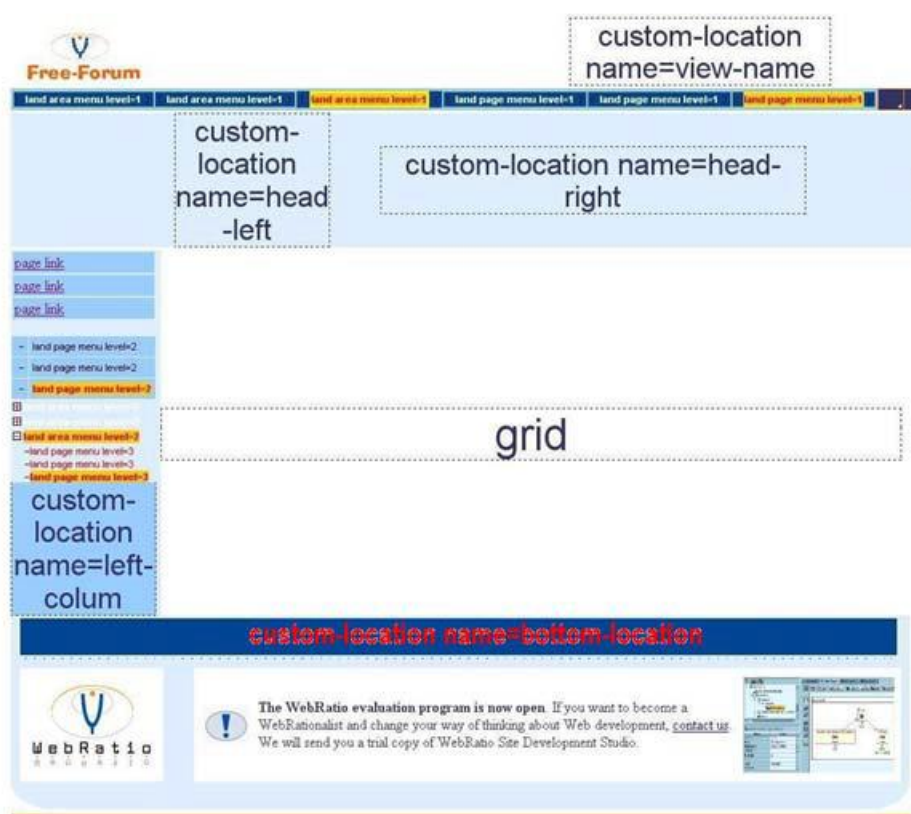 custom-location
name=view-name
Free-Forum
land area menu level=1 land area menu level=1 land area menu level=1 land page menu level=1 land page menu level=1 land page menu level=1
custom-
location
name=head
-left
custom-location name=head-
right
page link
page link
page link
- land page menu level=2
- land page menu level=2
- land page menu level=2
land area menu level=2
-land page menu level=3
-land page menu level=3
-land page menu level=3
grid
custom-
location
name=left-
colum
custom-location name=bottom-location
WebRatio
The WebRatio evaluation program is now open. If you want to become a
WebRationalist and change your way of thinking about Web development, contact us.
We will send you a trial copy of WebRatio Site Development Studio.